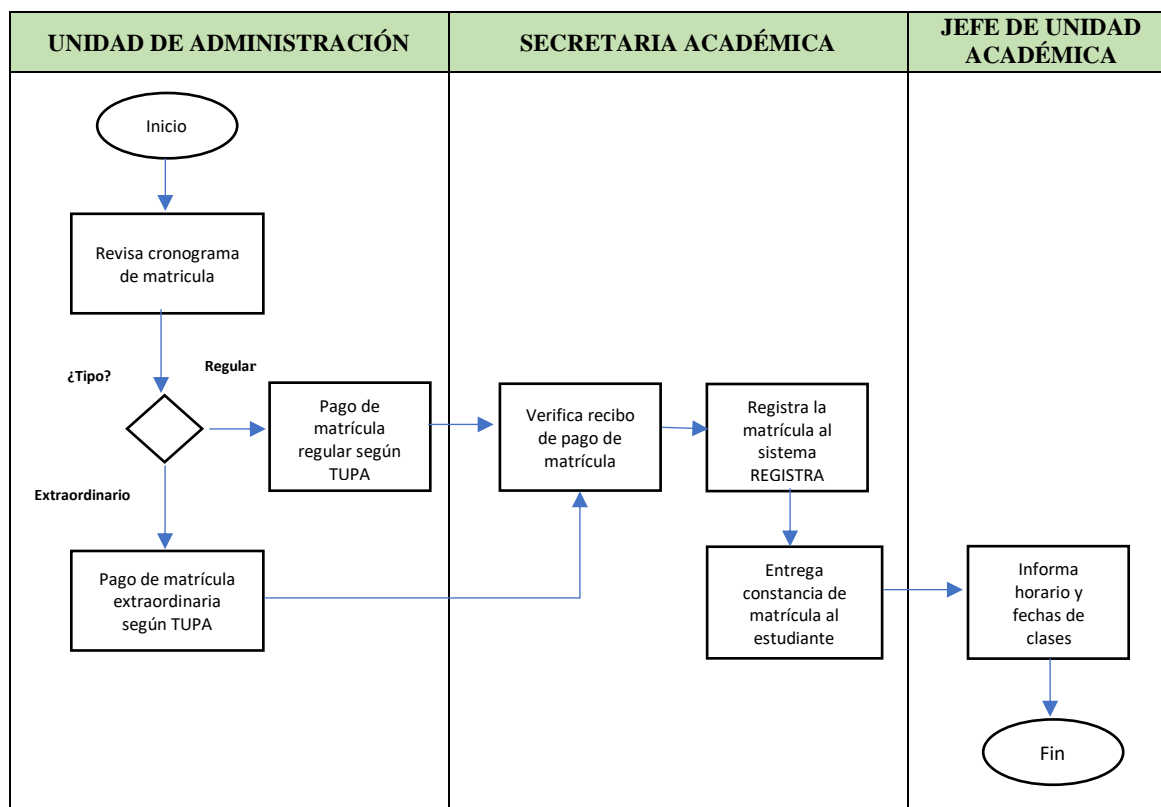 UNIDAD DE ADMINISTRACIÓN
SECRETARIA ACADÉMICA
JEFE DE UNIDAD
ACADÉMICA
Inicio
Revisa cronograma
de matricula
¿Tipo?
Regular
Extraordinario
Pago de
matrícula
regular según
TUPA
Pago de matrícula
extraordinaria
según TUPA
Verifica recibo
de pago de
matrícula
Registra la
matrícula al
sistema
REGISTRA
Entrega
constancia de
matrícula al
estudiante
Informa
horario y
fechas de
clases
Fin